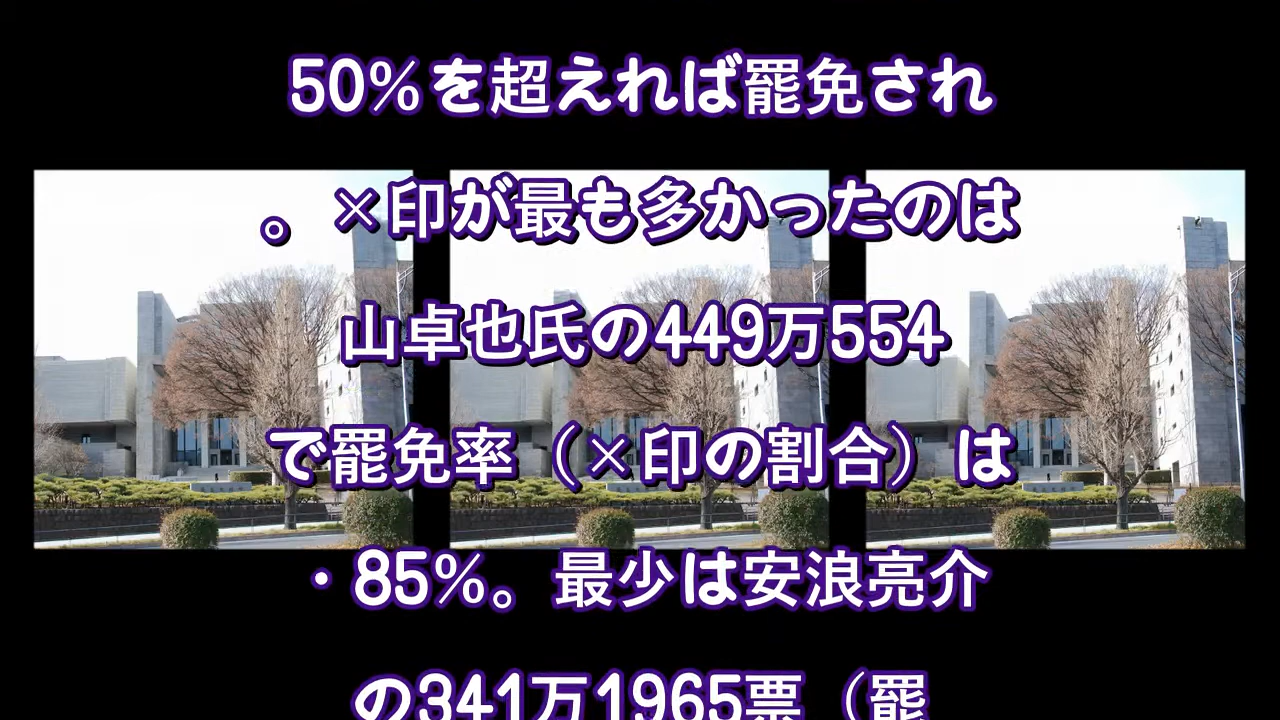 50%を超えれば罷免され
。×印が最も多かったのは
山卓也氏の449万554
で罷免率（×印の割合）は
・85%。最少は安浪亮介
の341万1965票（罷